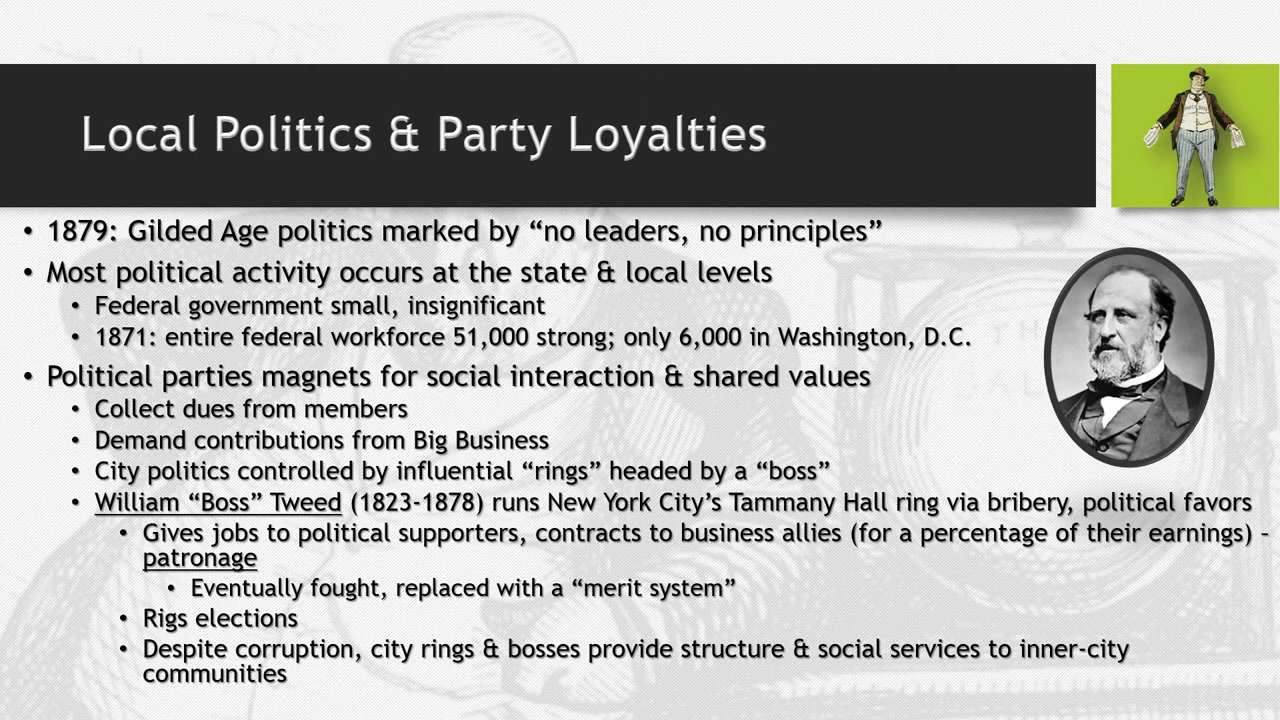 Local Politics & Party Loyalties
• 1879: Gilded Age politics marked by “no leaders, no principles”
• Most political activity occurs at the state & local levels
• Federal government small, insignificant
• 1871: entire federal workforce 51,000 strong; only 6,000 in Washington, D.C.
• Political parties magnets for social interaction & shared values
• Collect dues from members
• Demand contributions from Big Business
• City politics controlled by influential “rings” headed by a “boss”
• William “Boss” Tweed (1823-1878) runs New York City’s Tammany Hall ring via bribery, political favors
• Gives jobs to political supporters, contracts to business allies (for a percentage of their earnings) –
patronage
• Eventually fought, replaced with a “merit system”
• Rigs elections
• Despite corruption, city rings & bosses provide structure & social services to inner-city
communities